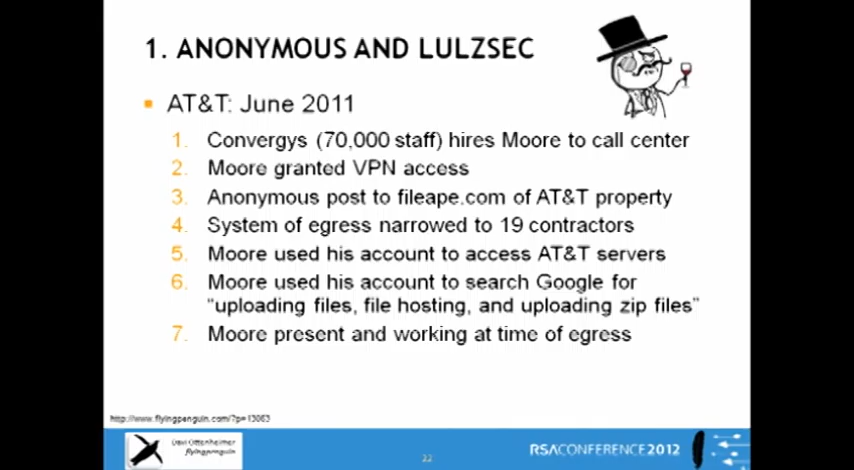 1. ANONYMOUS AND LULZSEC
AT&T: June 2011
1. Convergys (70,000 staff) hires Moore to call center
2. Moore granted VPN access
3. Anonymous post to fileape.com of AT&T property
4. System of egress narrowed to 19 contractors
5. Moore used his account to access AT&T servers
6. Moore used his account to search Google for
"uploading files, file hosting, and uploading zip files"
7. Moore present and working at time of egress
http://www.flyingpenguin.com/?p=13063
Davi Ottenheimer
flyingpenguin
22
RSACONFERENCE2012